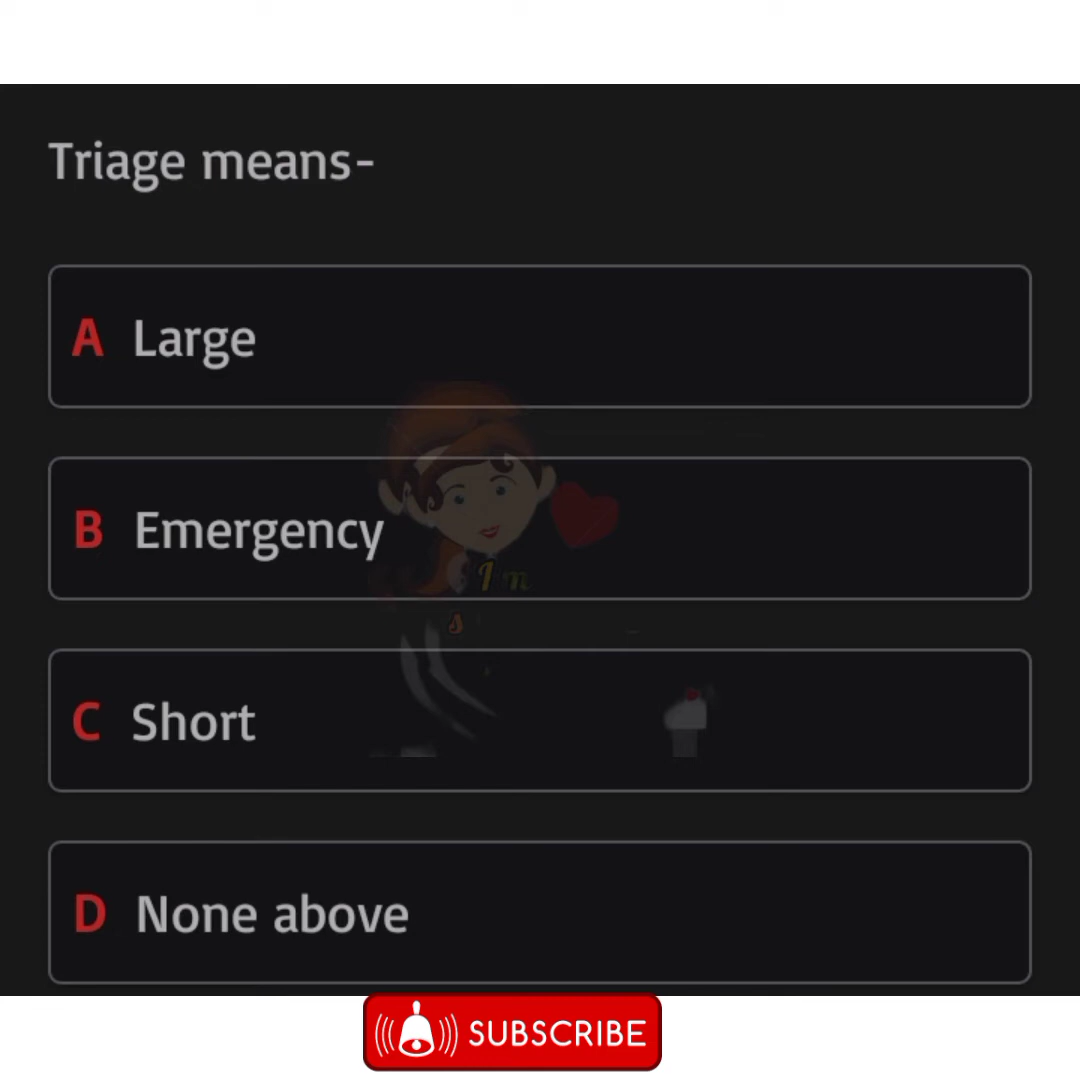 Triage means-
A Large
B Emergency
I'm
s
C Short
D None above
SUBSCRIBE